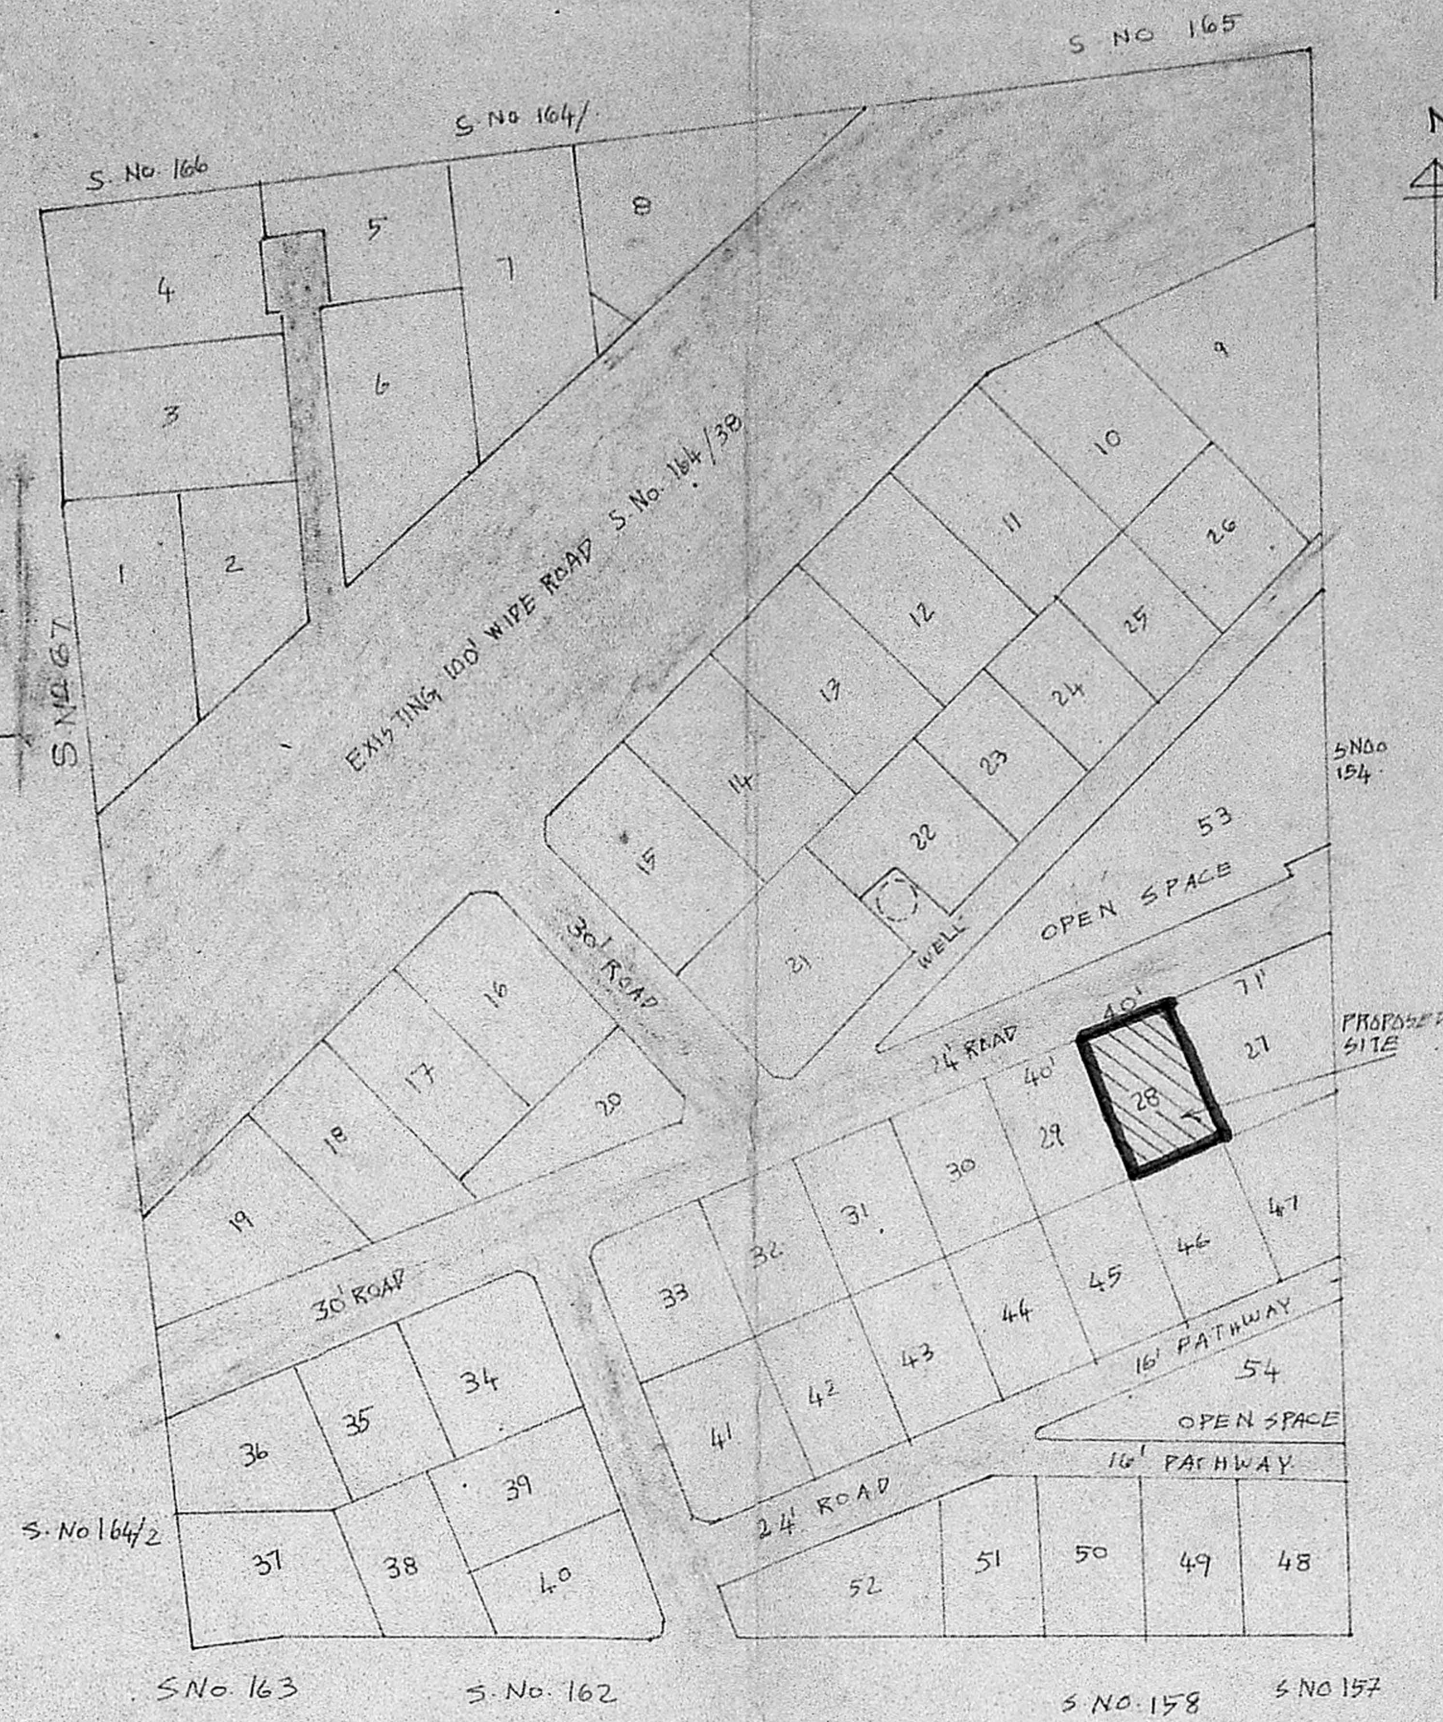 S NO 165
S. No 164/.
S. No. 166
N
8
5
7
4
9
6
3
10
EXISTING 100' WIDE ROAD S.No. 164/38
11
26
1
2
12
25
S NO 67
13
24
23
14
S NOo
154.
53
22
15
OPEN SPACE
WELL
30' ROAD
21
16
71'
40'
PROPOSED
SITE
24' ROAD
27
40'
17
28
20
29
18
30
31
19
47
32
46
33
45
30' ROAD
44
16' PATHWAY
43
54
34
42
35
OPEN SPACE
41
36
16' PATHWAY
39
24' ROAD
S. No 164/2
37
38
51
50
49
48
40
52
S No. 163
S. No. 162
S NO. 158
S NO 157